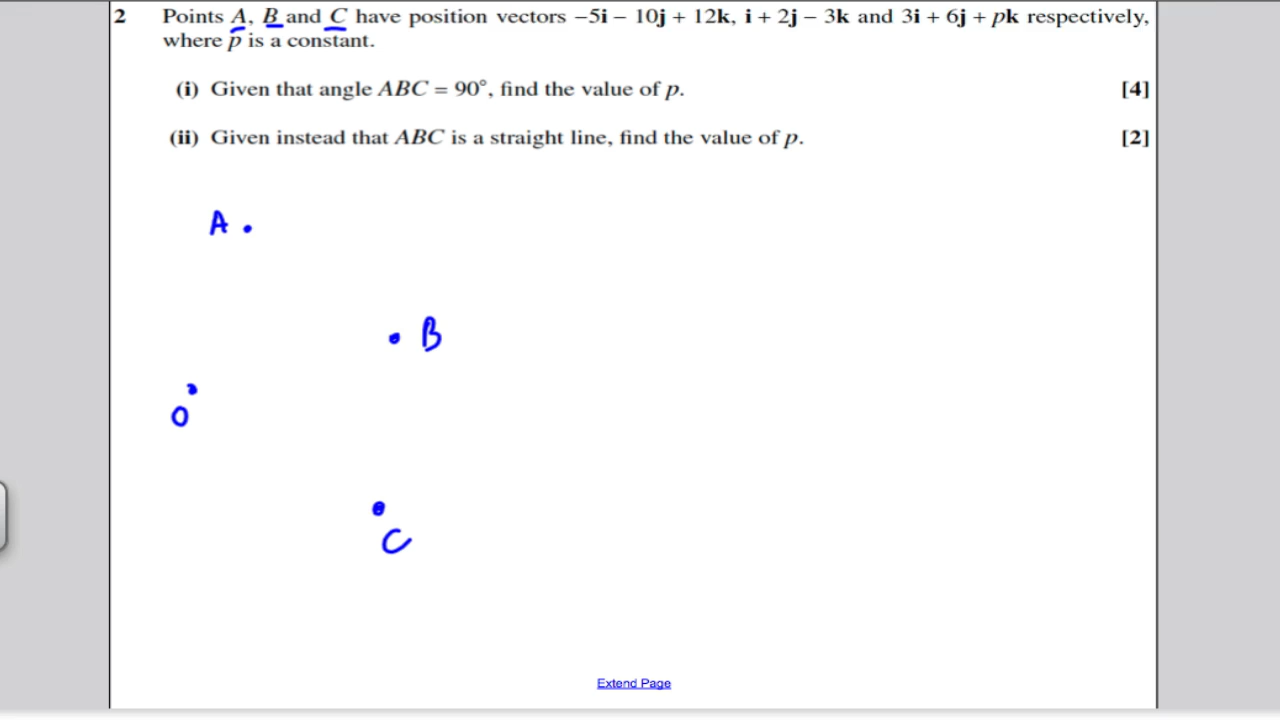 2 Points A, B and C have position vectors −5i − 10j + 12k, i + 2j − 3k and 3i + 6j + pk respectively,
where p is a constant.
(i) Given that angle ABC = 90°, find the value of p. [4]
(ii) Given instead that ABC is a straight line, find the value of p. [2]
A
B
O
C
Extend Page